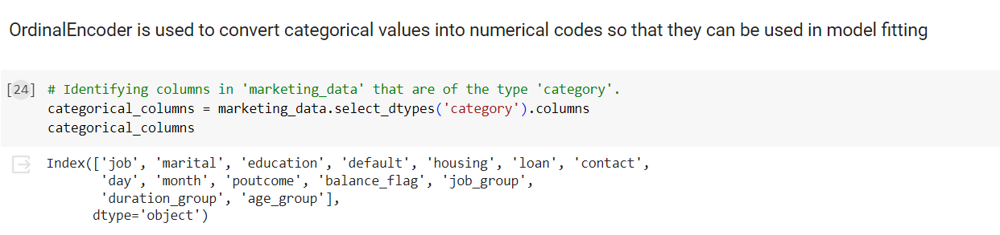 OrdinalEncoder is used to convert categorical values into numerical codes so that they can be used in model fitting
[24] # Identifying columns in 'marketing_data' that are of the type 'category'.
categorical_columns = marketing_data.select_dtypes('category').columns
categorical_columns
Index(['job', 'marital', 'education', 'default', 'housing', 'loan', 'contact',
'day', 'month', 'poutcome', 'balance_flag', 'job_group',
'duration_group', 'age_group'],
dtype='object')